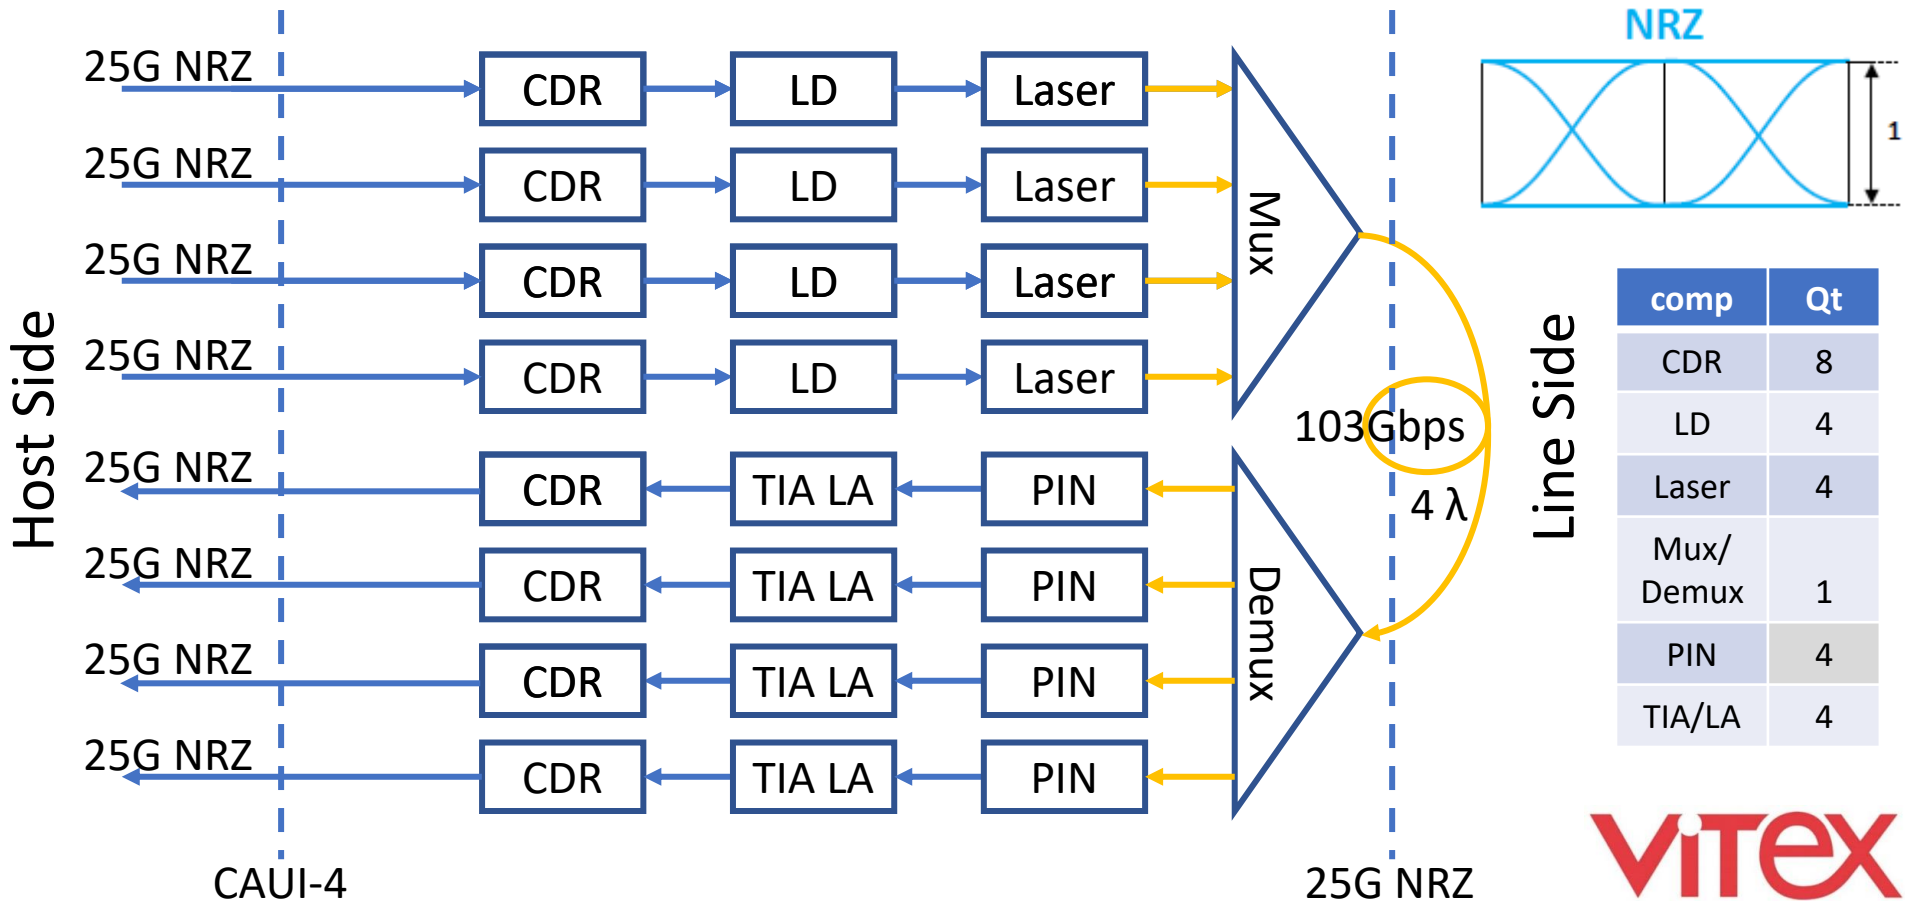 NRZ
1
25G NRZ CDR LD Laser
25G NRZ CDR LD Laser
25G NRZ CDR LD Laser
25G NRZ CDR LD Laser
Mux
25G NRZ CDR TIA LA PIN
25G NRZ CDR TIA LA PIN
25G NRZ CDR TIA LA PIN
25G NRZ CDR TIA LA PIN
Demux
Host Side
103Gbps
4 λ
Line Side
CAUI-4
25G NRZ
comp Qt
CDR 8
LD 4
Laser 4
Mux/
Demux 1
PIN 4
TIA/LA 4
ViTEX